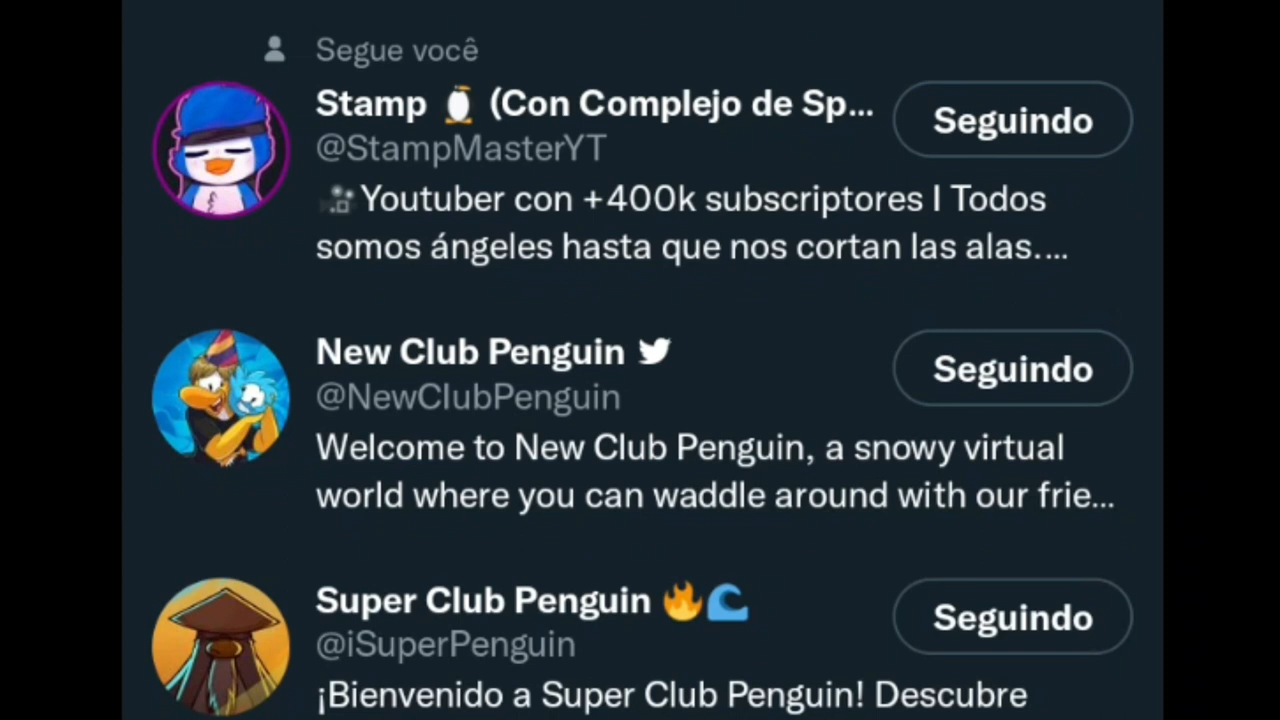 Segue você
Stamp 🐧 (Con Complejo de Sp...
Seguindo
@StampMasterYT
🎥Youtuber con +400k subscriptores I Todos
somos ángeles hasta que nos cortan las alas....
New Club Penguin
Seguindo
@NewClubPenguin
Welcome to New Club Penguin, a snowy virtual
world where you can waddle around with our frie...
Super Club Penguin 🔥🌊
Seguindo
@iSuperPenguin
¡Bienvenido a Super Club Penguin! Descubre